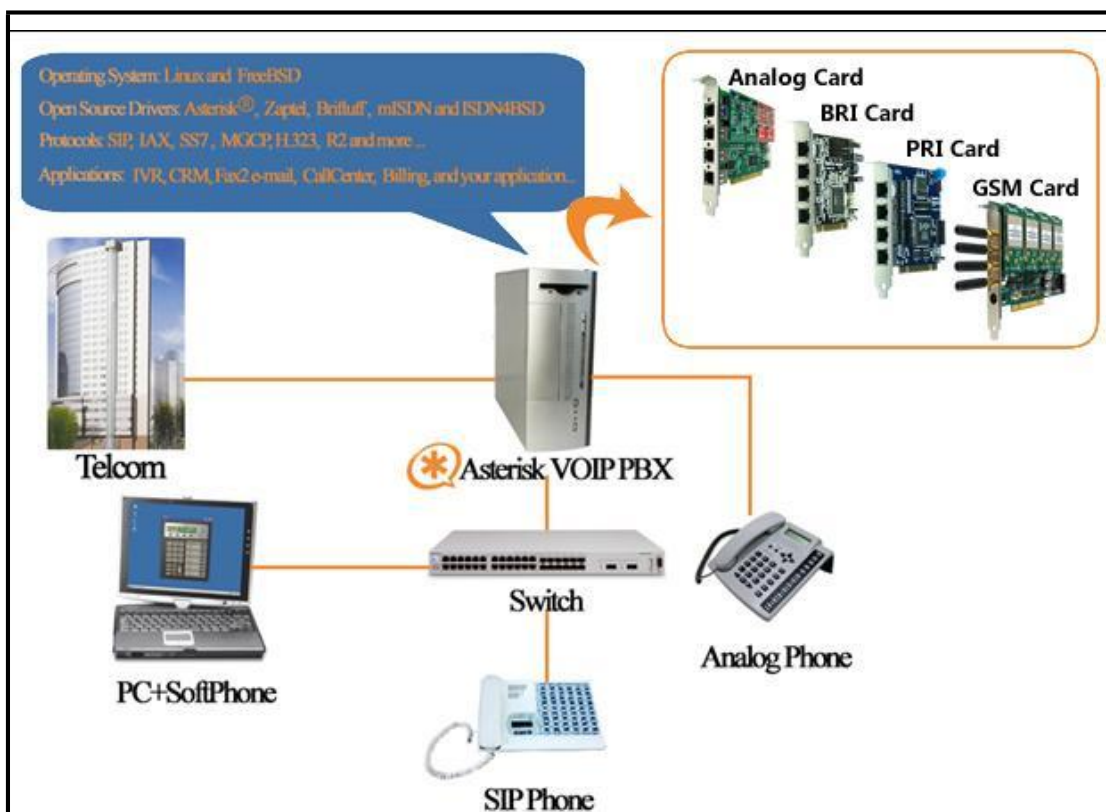 Operating System: Linux and FreeBSD
Open Source Drivers: Asterisk®, Zaptel, Brifluff, mISDN and ISDN4BSD
Protocols: SIP, IAX, SS7, MGCP, H.323, R2 and more ...
Applications: IVR, CRM, Fax2 e-mail, CallCenter, Billing, and your application...
Analog Card
BRI Card
PRI Card
GSM Card
Telcom
Asterisk VOIP PBX
Switch
Analog Phone
PC+SoftPhone
SIP Phone